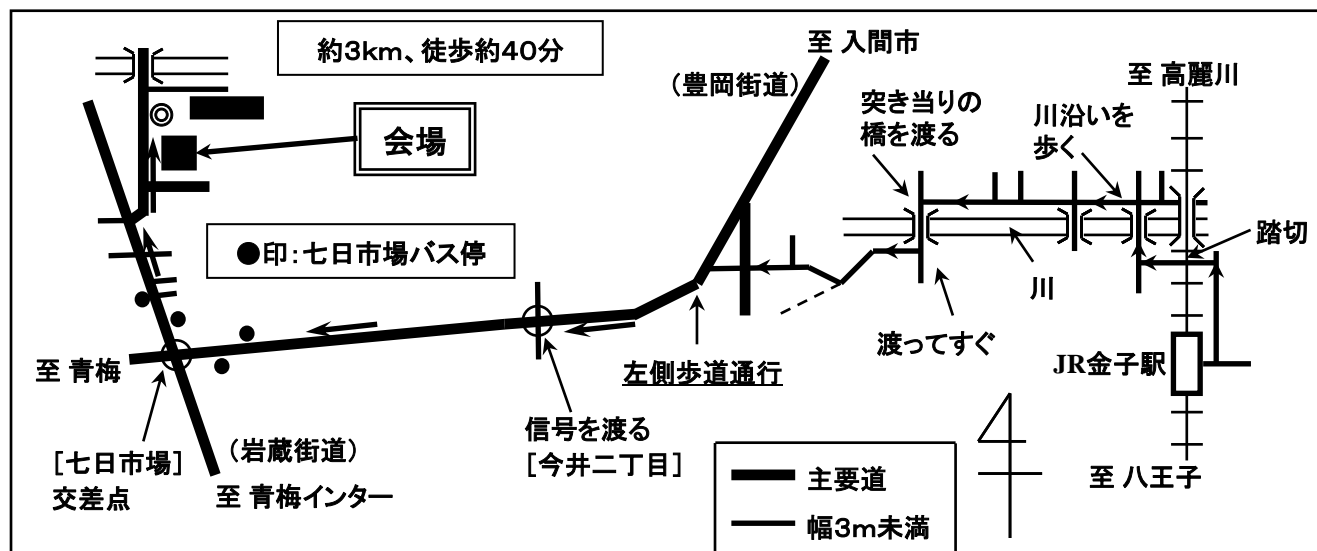 約3km、徒歩約40分
至 入間市
(豊岡街道)
至 高麗川
突き当りの
橋を渡る
川沿いを
歩く
会場
●印:七日市場バス停
踏切
川
渡ってすぐ
JR金子駅
至 青梅
左側歩道通行
信号を渡る
[今井二丁目]
[七日市場]
交差点
(岩蔵街道)
至 青梅インター
至 八王子
主要道
幅3m未満